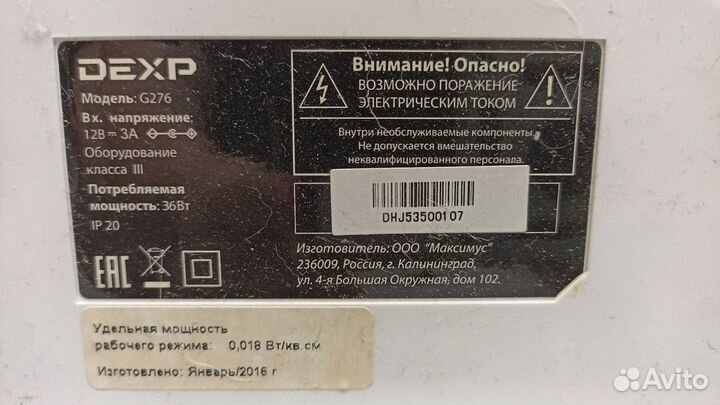 DEXP
Модель: G276
Вх. напряжение:
12В 3А
Оборудование
класса III
Потребляемая
мощность: 36Вт
IP 20
EAC
Внимание! Опасно!
ВОЗМОЖНО ПОРАЖЕНИЕ
ЭЛЕКТРИЧЕСКИМ ТОКОМ
Внутри необслуживаемые компоненты.
Не допускается вмешательство
неквалифицированного персонала.
DHJ53500107
Изготовитель: ООО "Максимус"
236009, Россия, г. Калининград,
ул. 4-я Большая Окружная, дом 102.
Удельная мощность
рабочего режима: 0,018 Вт/кв.см
Изготовлено: Январь/2016 г
Avito